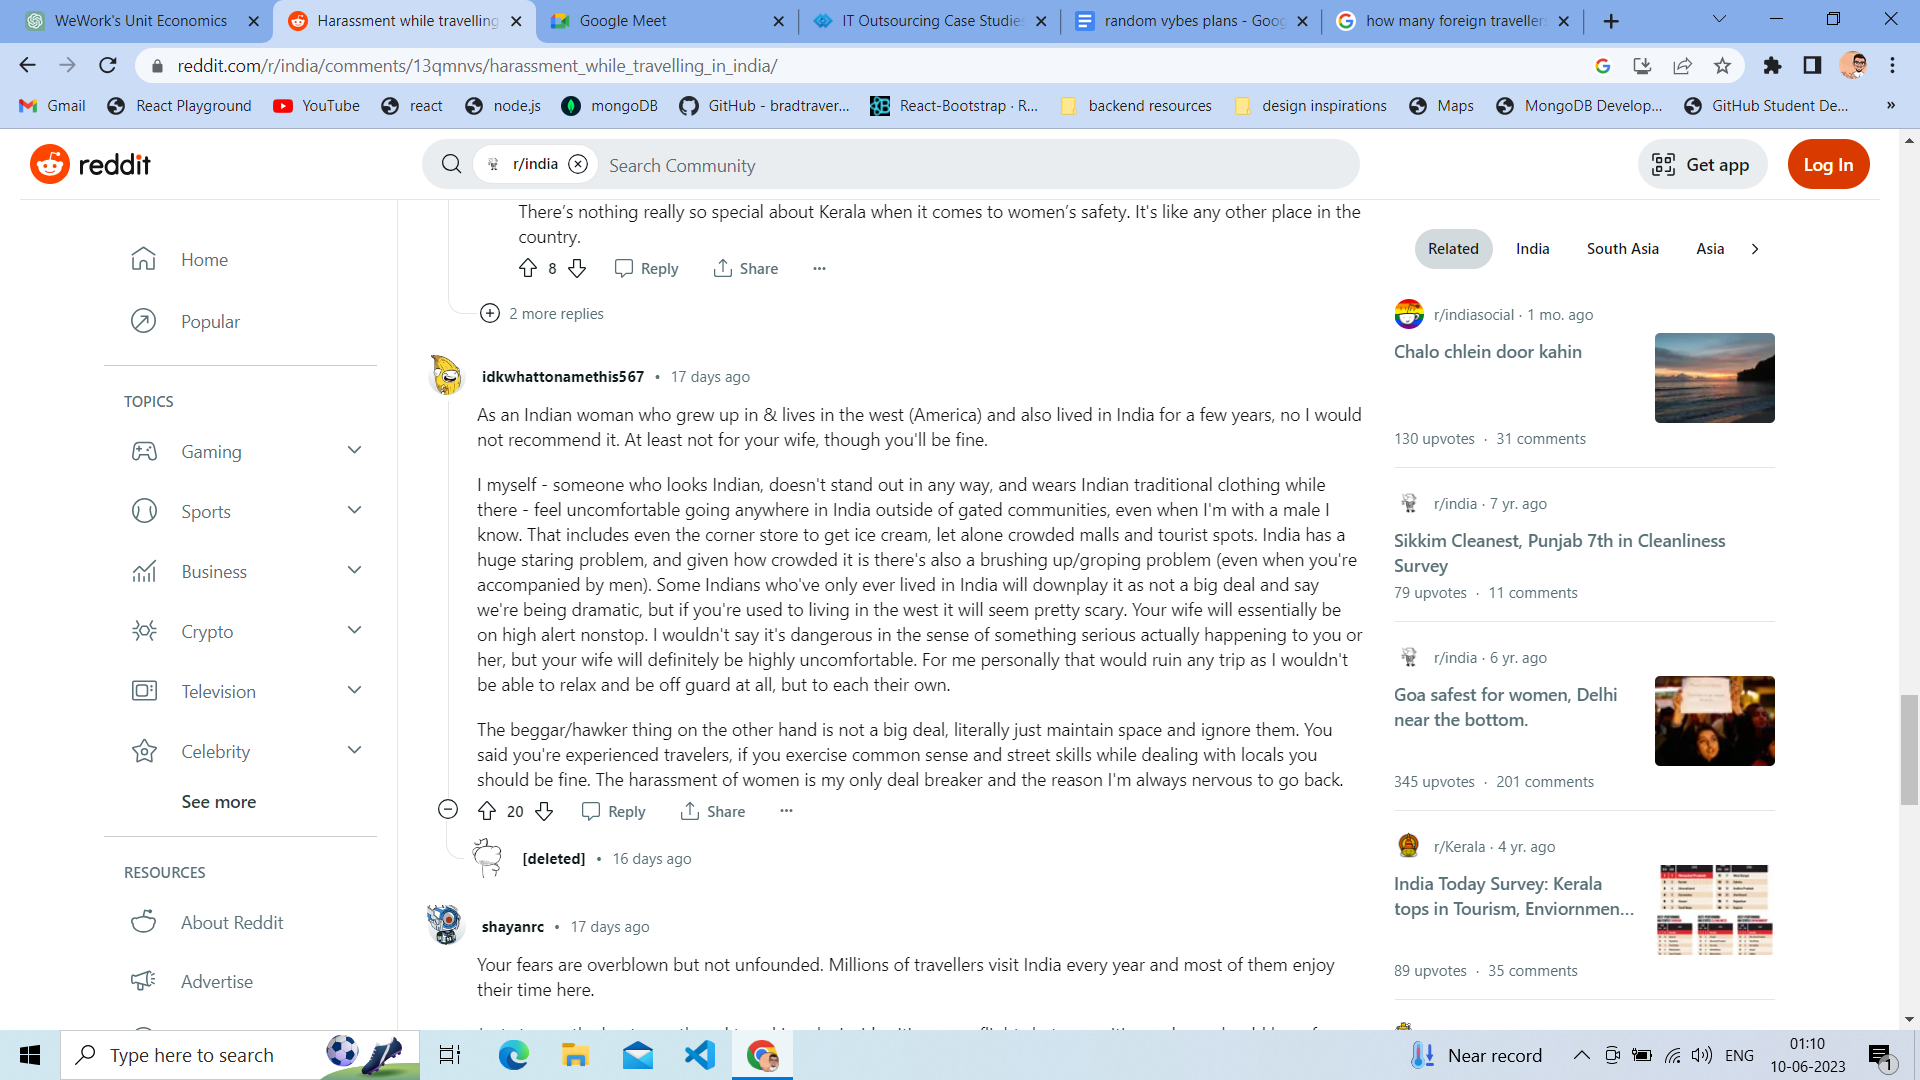 WeWork's Unit Economics
Harassment while travelling
Google Meet
IT Outsourcing Case Studies
random vybes plans - Goog
how many foreign traveller
reddit.com/r/india/comments/13qmnvs/harassment_while_travelling_in_india/
Gmail
React Playground
YouTube
react
node.js
mongoDB
GitHub - bradtraver...
React-Bootstrap · R...
backend resources
design inspirations
Maps
MongoDB Develop...
GitHub Student De...
»
reddit
r/india
Search Community
Get app
Log In
Home
Popular
TOPICS
Gaming
Sports
Business
Crypto
Television
Celebrity
See more
RESOURCES
About Reddit
Advertise
There’s nothing really so special about Kerala when it comes to women’s safety. It's like any other place in the
country.
8 Reply Share ...
2 more replies
idkwhattonamethis567 • 17 days ago
As an Indian woman who grew up in & lives in the west (America) and also lived in India for a few years, no I would
not recommend it. At least not for your wife, though you'll be fine.
I myself - someone who looks Indian, doesn't stand out in any way, and wears Indian traditional clothing while
there - feel uncomfortable going anywhere in India outside of gated communities, even when I'm with a male I
know. That includes even the corner store to get ice cream, let alone crowded malls and tourist spots. India has a
huge staring problem, and given how crowded it is there's also a brushing up/groping problem (even when you're
accompanied by men). Some Indians who've only ever lived in India will downplay it as not a big deal and say
we're being dramatic, but if you're used to living in the west it will seem pretty scary. Your wife will essentially be
on high alert nonstop. I wouldn't say it's dangerous in the sense of something serious actually happening to you or
her, but your wife will definitely be highly uncomfortable. For me personally that would ruin any trip as I wouldn't
be able to relax and be off guard at all, but to each their own.
The beggar/hawker thing on the other hand is not a big deal, literally just maintain space and ignore them. You
said you're experienced travelers, if you exercise common sense and street skills while dealing with locals you
should be fine. The harassment of women is my only deal breaker and the reason I'm always nervous to go back.
20 Reply Share ...
[deleted] • 16 days ago
shayanrc • 17 days ago
Your fears are overblown but not unfounded. Millions of travellers visit India every year and most of them enjoy
their time here.
Related India South Asia Asia
r/indiasocial · 1 mo. ago
Chalo chlein door kahin
130 upvotes · 31 comments
r/india · 7 yr. ago
Sikkim Cleanest, Punjab 7th in Cleanliness
Survey
79 upvotes · 11 comments
r/india · 6 yr. ago
Goa safest for women, Delhi
near the bottom.
345 upvotes · 201 comments
r/Kerala · 4 yr. ago
India Today Survey: Kerala
tops in Tourism, Enviornmen...
89 upvotes · 35 comments
Type here to search
Near record
ENG
01:10
10-06-2023
1